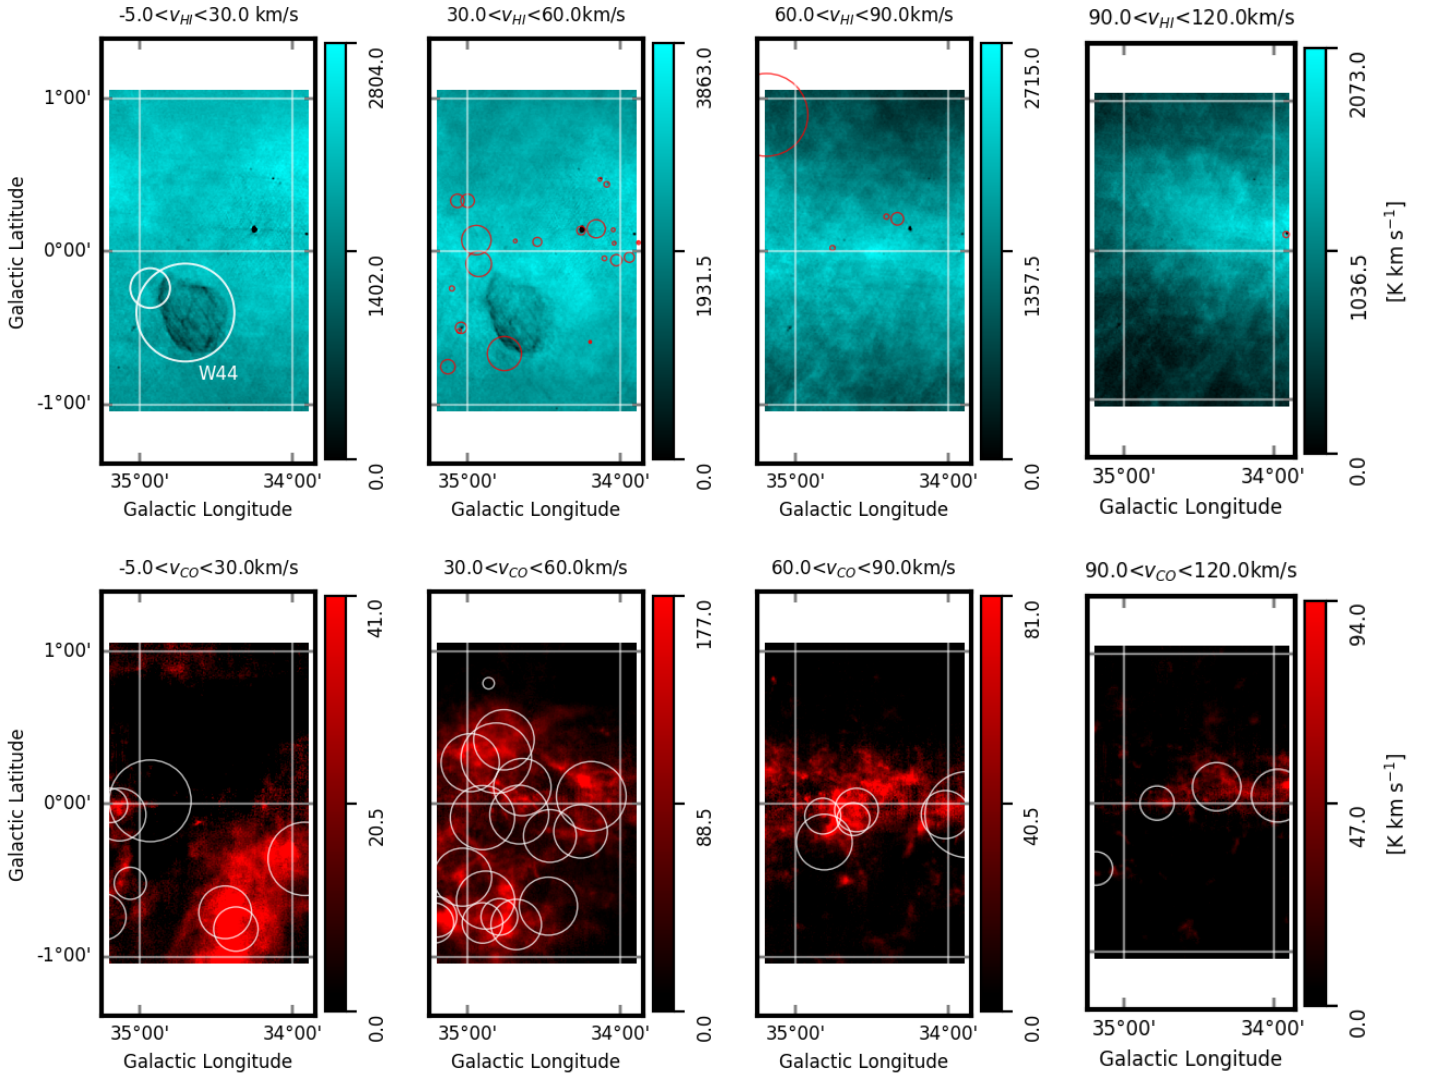 -5.0<v_HI<30.0 km/s
30.0<v_HI<60.0km/s
60.0<v_HI<90.0km/s
90.0<v_HI<120.0km/s
Galactic Latitude
1°00'
0°00'
-1°00'
W44
35°00'
34°00'
Galactic Longitude
2804.0
1402.0
0.0
35°00'
34°00'
Galactic Longitude
3863.0
1931.5
0.0
35°00'
34°00'
Galactic Longitude
2715.0
1357.5
0.0
35°00'
34°00'
Galactic Longitude
2073.0
1036.5
0.0
[K km s⁻¹]
-5.0<v_CO<30.0km/s
30.0<v_CO<60.0km/s
60.0<v_CO<90.0km/s
90.0<v_CO<120.0km/s
Galactic Latitude
1°00'
0°00'
-1°00'
35°00'
34°00'
Galactic Longitude
41.0
20.5
0.0
35°00'
34°00'
Galactic Longitude
177.0
88.5
0.0
35°00'
34°00'
Galactic Longitude
81.0
40.5
0.0
35°00'
34°00'
Galactic Longitude
94.0
47.0
0.0
[K km s⁻¹]